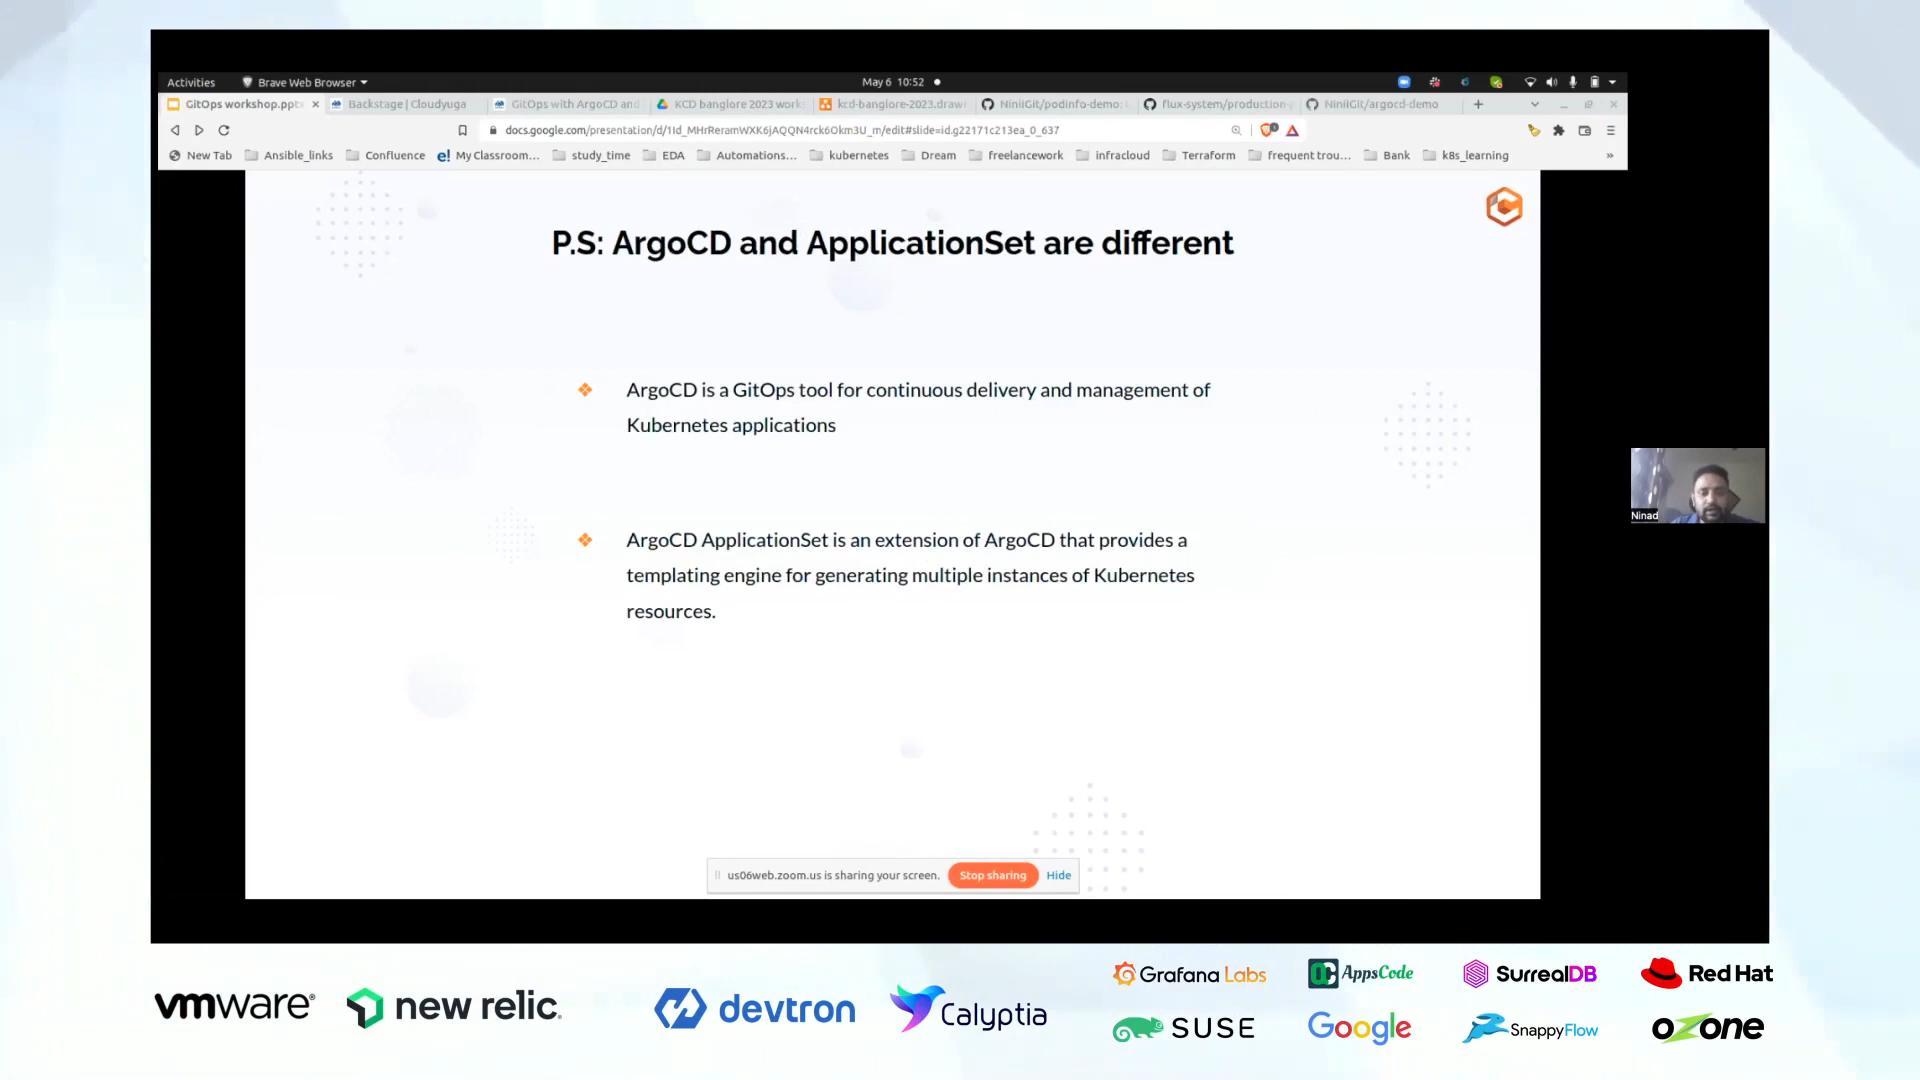 Activities
Brave Web Browser
May 6 10:52
GitOps workshop.ppt
Backstage | Cloudyuga
GitOps with ArgoCD and
KCD banglore 2023 work
kcd-banglore-2023.draw
NiniiGit/podinfo-demo:
flux-system/production-
NiniiGit/argocd-demo
docs.google.com/presentation/d/1Id_MHrReramWXK6jAQQN4rck6Okm3U_m/edit#slide=id.g22171c213ea_0_637
New Tab
Ansible_links
Confluence
My Classroom...
study_time
EDA
Automations...
kubernetes
Dream
freelancework
infracloud
Terraform
frequent trou...
Bank
k8s_learning
P.S: ArgoCD and ApplicationSet are different
ArgoCD is a GitOps tool for continuous delivery and management of
Kubernetes applications
ArgoCD ApplicationSet is an extension of ArgoCD that provides a
templating engine for generating multiple instances of Kubernetes
resources.
Ninad
us06web.zoom.us is sharing your screen.
Stop sharing
Hide
vmware®
new relic.
devtron
Calyptia
Grafana Labs
AppsCode
SurrealDB
Red Hat
SUSE
Google
SnappyFlow
ozone